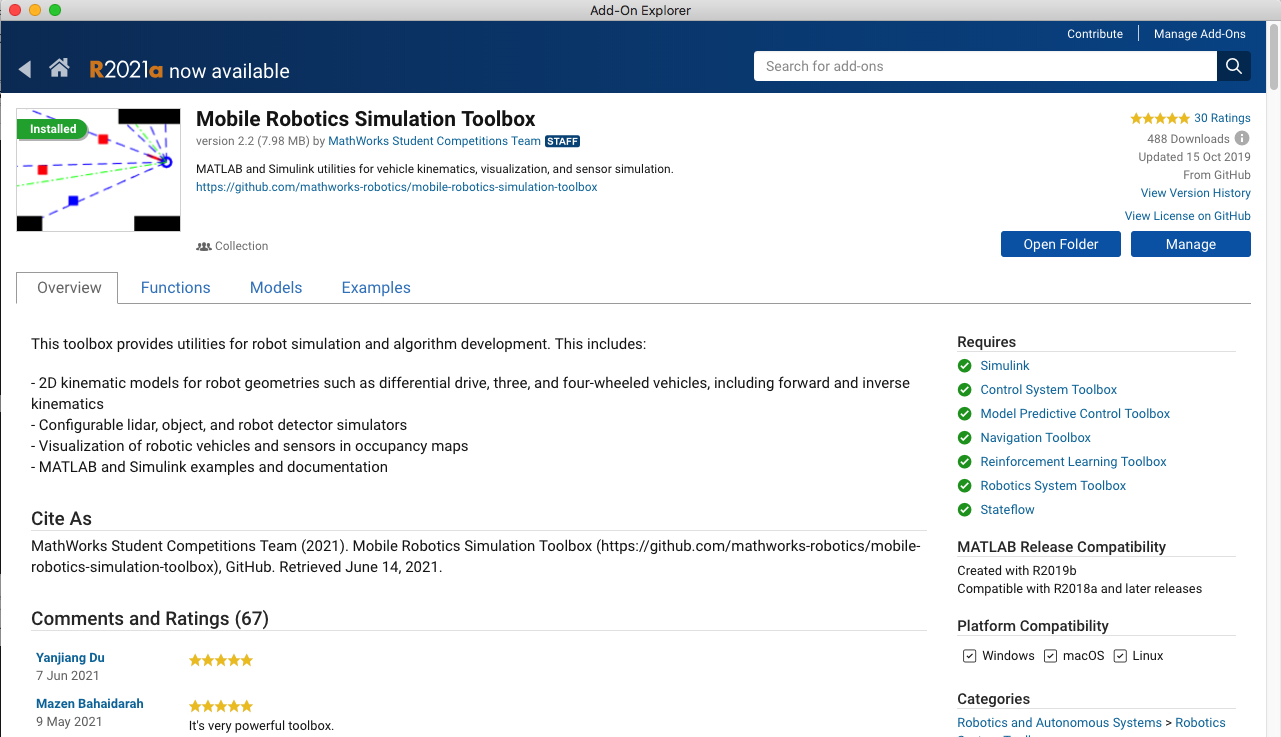 Add-On Explorer
Contribute
Manage Add-Ons
R2021a now available
Search for add-ons
Installed
Mobile Robotics Simulation Toolbox
version 2.2 (7.98 MB) by MathWorks Student Competitions Team STAFF
MATLAB and Simulink utilities for vehicle kinematics, visualization, and sensor simulation.
https://github.com/mathworks-robotics/mobile-robotics-simulation-toolbox
Collection
30 Ratings
488 Downloads
Updated 15 Oct 2019
From GitHub
View Version History
View License on GitHub
Open Folder
Manage
Overview
Functions
Models
Examples
This toolbox provides utilities for robot simulation and algorithm development. This includes:
- 2D kinematic models for robot geometries such as differential drive, three, and four-wheeled vehicles, including forward and inverse
kinematics
- Configurable lidar, object, and robot detector simulators
- Visualization of robotic vehicles and sensors in occupancy maps
- MATLAB and Simulink examples and documentation
Cite As
MathWorks Student Competitions Team (2021). Mobile Robotics Simulation Toolbox (https://github.com/mathworks-robotics/mobile-
robotics-simulation-toolbox), GitHub. Retrieved June 14, 2021.
Comments and Ratings (67)
Yanjiang Du
7 Jun 2021
Mazen Bahaidarah
9 May 2021
It's very powerful toolbox.
Requires
Simulink
Control System Toolbox
Model Predictive Control Toolbox
Navigation Toolbox
Reinforcement Learning Toolbox
Robotics System Toolbox
Stateflow
MATLAB Release Compatibility
Created with R2019b
Compatible with R2018a and later releases
Platform Compatibility
Windows
macOS
Linux
Categories
Robotics and Autonomous Systems > Robotics